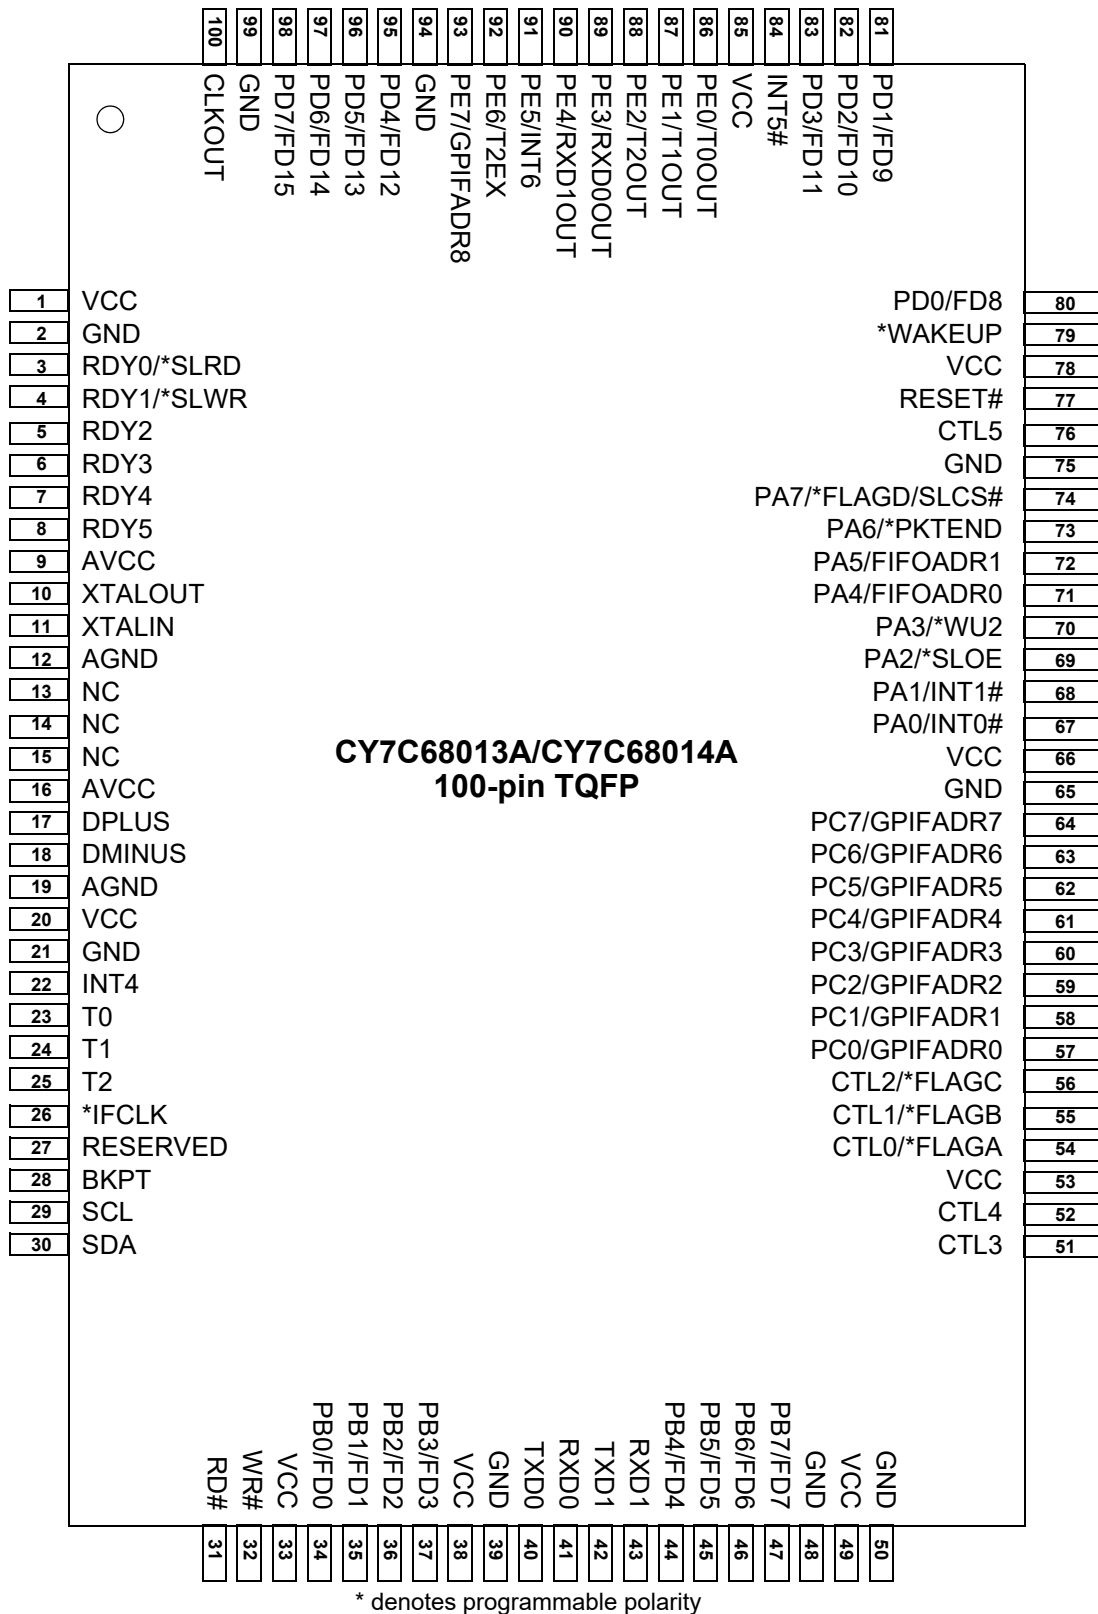 100 99 98 97 96 95 94 93 92 91 90 89 88 87 86 85 84 83 82 81
CLKOUT
GND
PD7/FD15
PD6/FD14
PD5/FD13
PD4/FD12
GND
PE7/GPIFADR8
PE6/T2EX
PE5/INT6
PE4/RXD1OUT
PE3/RXD0OUT
PE2/T2OUT
PE1/T1OUT
PE0/T0OUT
VCC
INT5#
PD3/FD11
PD2/FD10
PD1/FD9
1 VCC
2 GND
3 RDY0/*SLRD
4 RDY1/*SLWR
5 RDY2
6 RDY3
7 RDY4
8 RDY5
9 AVCC
10 XTALOUT
11 XTALIN
12 AGND
13 NC
14 NC
15 NC
16 AVCC
17 DPLUS
18 DMINUS
19 AGND
20 VCC
21 GND
22 INT4
23 T0
24 T1
25 T2
26 *IFCLK
27 RESERVED
28 BKPT
29 SCL
30 SDA
CY7C68013A/CY7C68014A
100-pin TQFP
PD0/FD8 80
*WAKEUP 79
VCC 78
RESET# 77
CTL5 76
GND 75
PA7/*FLAGD/SLCS# 74
PA6/*PKTEND 73
PA5/FIFOADR1 72
PA4/FIFOADR0 71
PA3/*WU2 70
PA2/*SLOE 69
PA1/INT1# 68
PA0/INT0# 67
VCC 66
GND 65
PC7/GPIFADR7 64
PC6/GPIFADR6 63
PC5/GPIFADR5 62
PC4/GPIFADR4 61
PC3/GPIFADR3 60
PC2/GPIFADR2 59
PC1/GPIFADR1 58
PC0/GPIFADR0 57
CTL2/*FLAGC 56
CTL1/*FLAGB 55
CTL0/*FLAGA 54
VCC 53
CTL4 52
CTL3 51
RD#
WR#
VCC
PB0/FD0
PB1/FD1
PB2/FD2
PB3/FD3
VCC
GND
TXD0
RXD0
TXD1
RXD1
PB4/FD4
PB5/FD5
PB6/FD6
PB7/FD7
GND
VCC
GND
31 32 33 34 35 36 37 38 39 40 41 42 43 44 45 46 47 48 49 50
* denotes programmable polarity